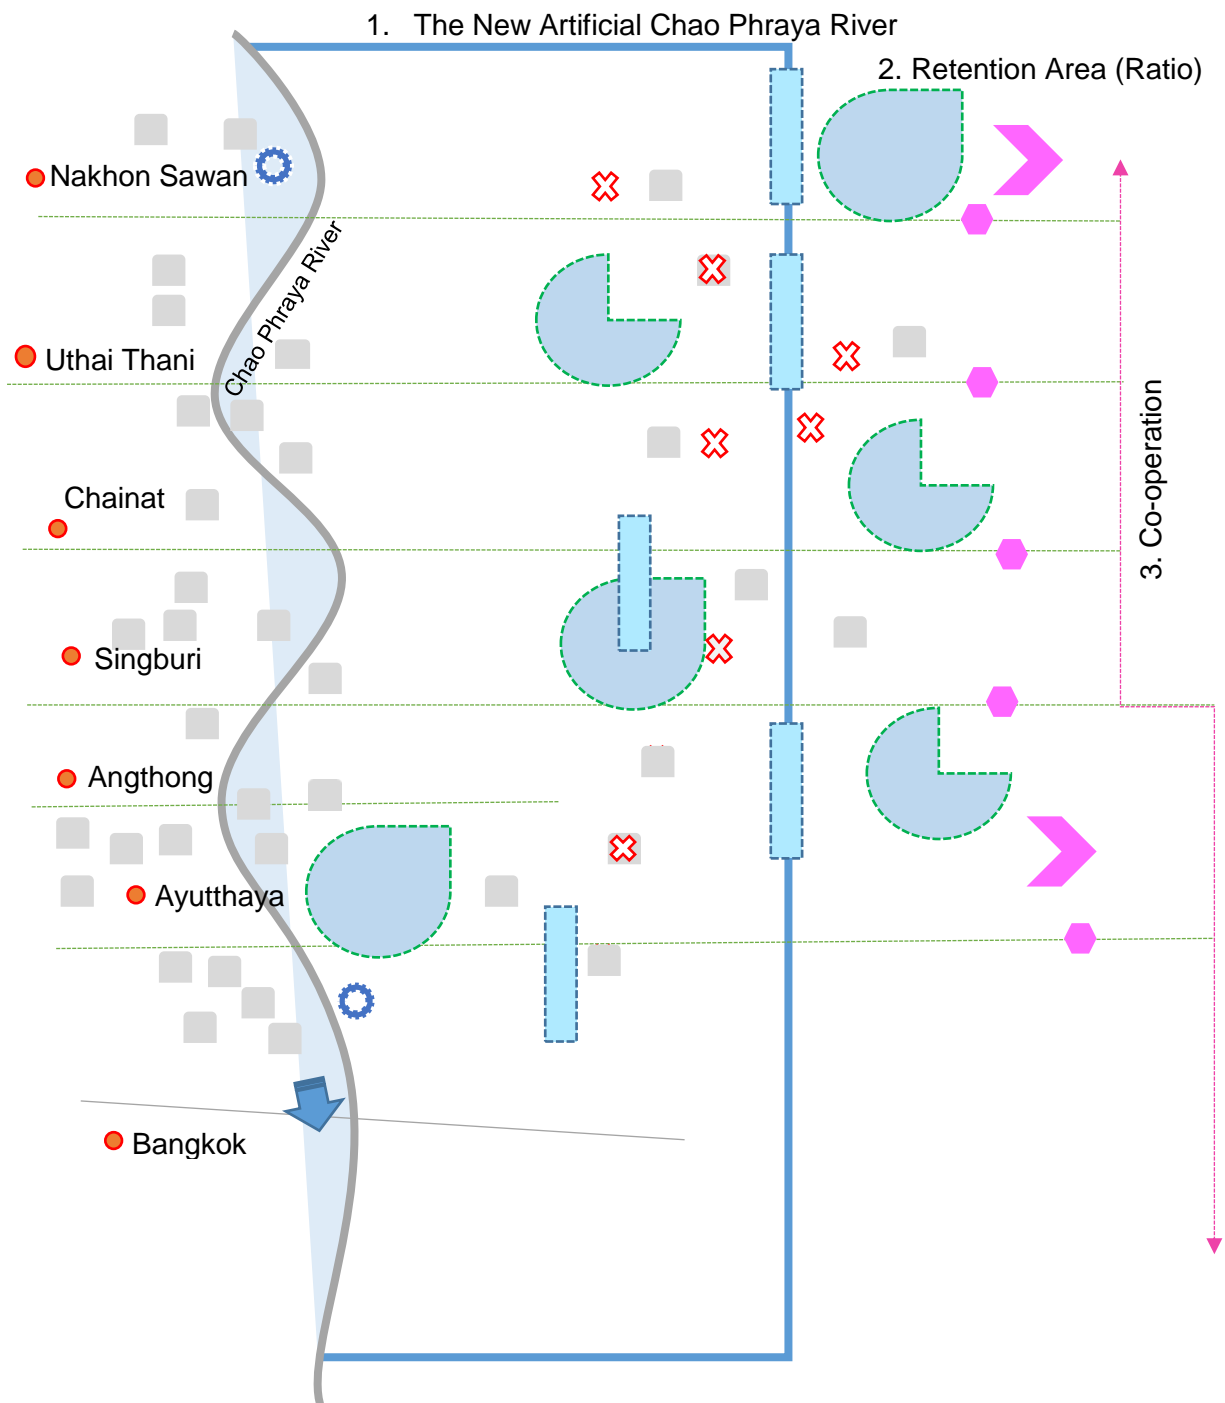 1. The New Artificial Chao Phraya River
2. Retention Area (Ratio)
Nakhon Sawan
Chao Phraya River
Uthai Thani
3. Co-operation
Chainat
Singburi
Angthong
Ayutthaya
Bangkok